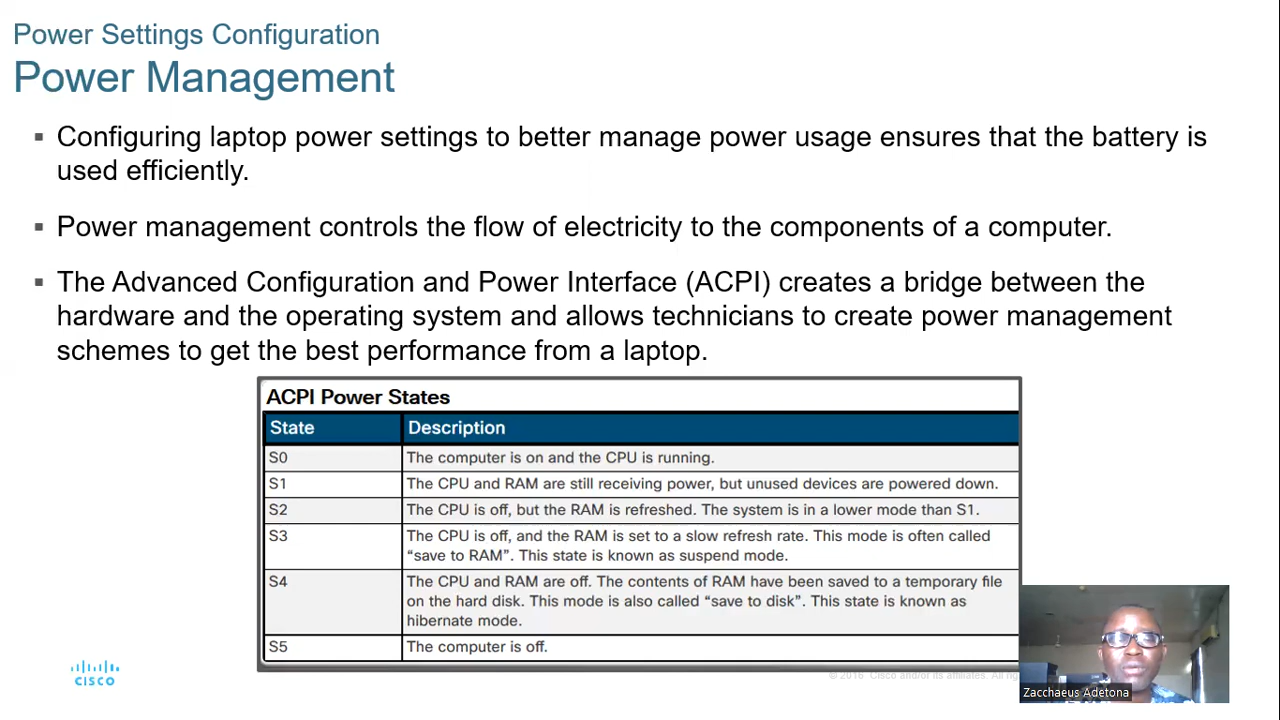 Power Settings Configuration
Power Management
Configuring laptop power settings to better manage power usage ensures that the battery is
used efficiently.
Power management controls the flow of electricity to the components of a computer.
The Advanced Configuration and Power Interface (ACPI) creates a bridge between the
hardware and the operating system and allows technicians to create power management
schemes to get the best performance from a laptop.
ACPI Power States
State Description
S0 The computer is on and the CPU is running.
S1 The CPU and RAM are still receiving power, but unused devices are powered down.
S2 The CPU is off, but the RAM is refreshed. The system is in a lower mode than S1.
S3 The CPU is off, and the RAM is set to a slow refresh rate. This mode is often called
“save to RAM”. This state is known as suspend mode.
S4 The CPU and RAM are off. The contents of RAM have been saved to a temporary file
on the hard disk. This mode is also called “save to disk”. This state is known as
hibernate mode.
S5 The computer is off.
CISCO
© 2016 Cisco and/or its affiliates. All
Zacchaeus Adetona